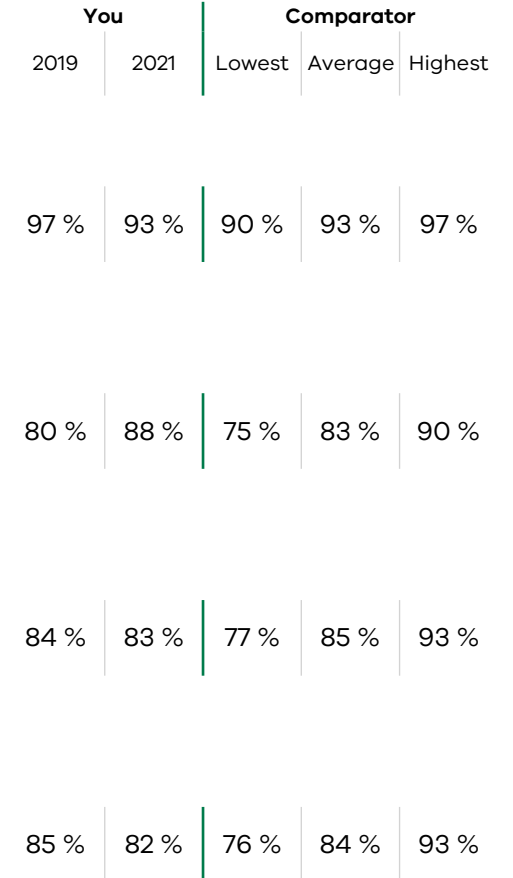 You Comparator
2019 2021 Lowest Average Highest
97 % 93 % 90 % 93 % 97 %
80 % 88 % 75 % 83 % 90 %
84 % 83 % 77 % 85 % 93 %
85 % 82 % 76 % 84 % 93 %